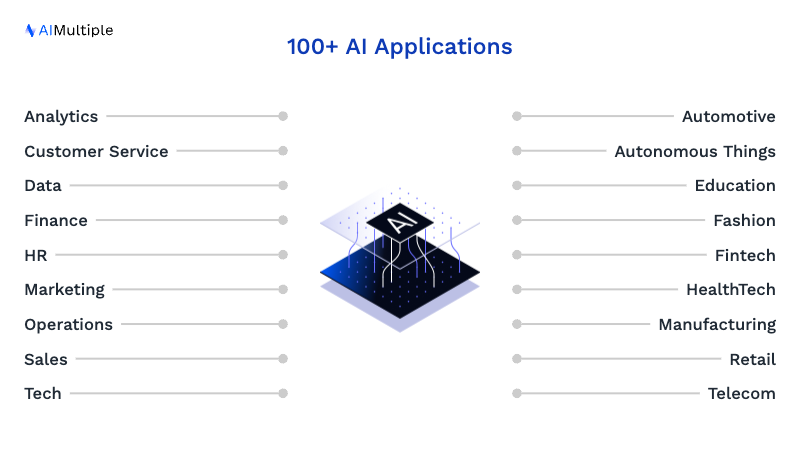 AIMultiple
100+ AI Applications
Analytics
Customer Service
Data
Finance
HR
Marketing
Operations
Sales
Tech
AI
Automotive
Autonomous Things
Education
Fashion
Fintech
HealthTech
Manufacturing
Retail
Telecom